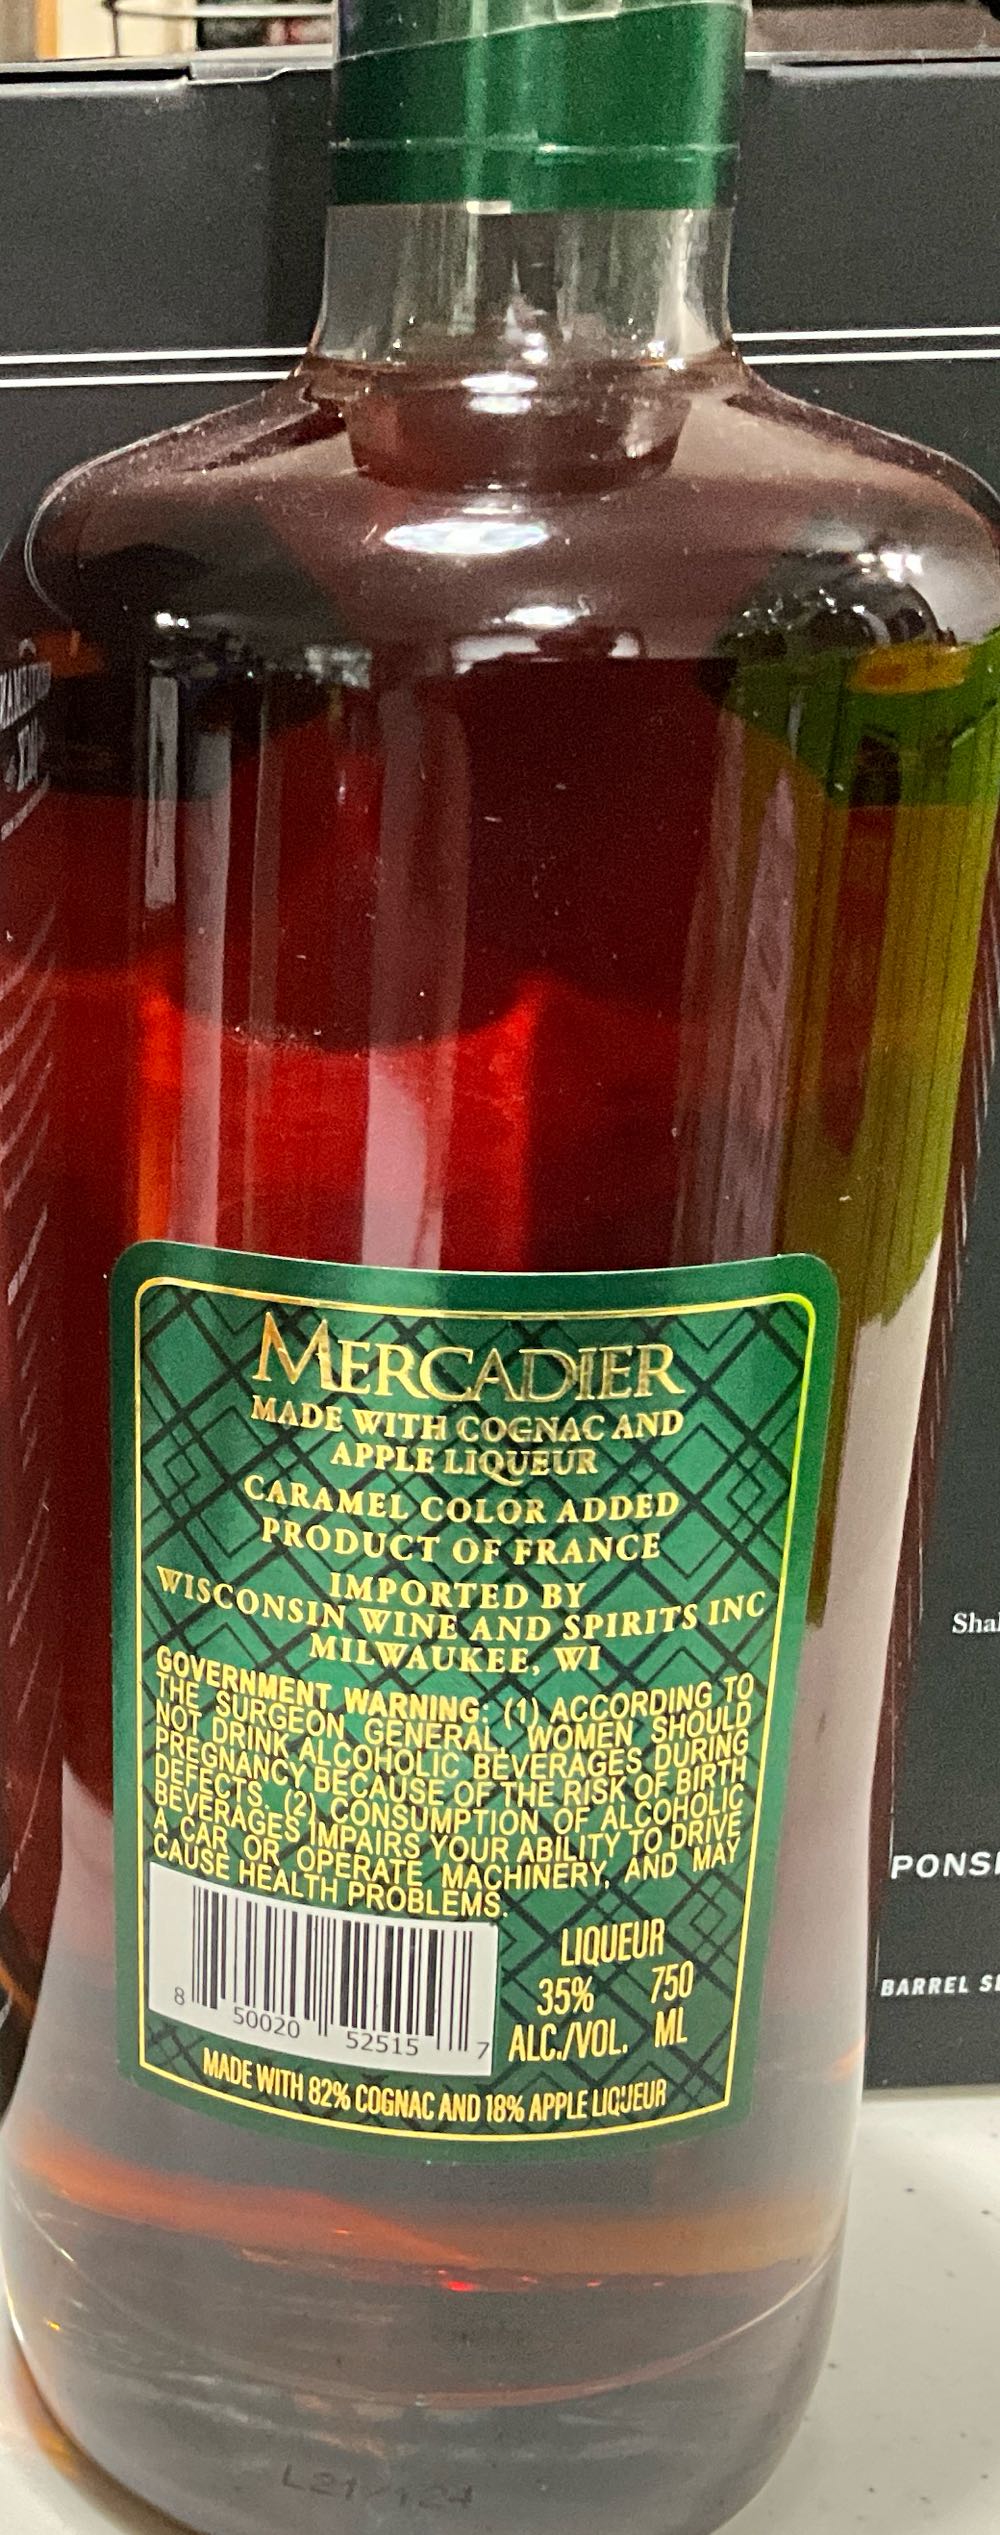 MERCADIER
MADE WITH COGNAC AND
APPLE LIQUEUR
CARAMEL COLOR ADDED
PRODUCT OF FRANCE
IMPORTED BY
WISCONSIN WINE AND SPIRITS INC
MILWAUKEE, WI
GOVERNMENT WARNING: (1) ACCORDING TO
THE SURGEON GENERAL, WOMEN SHOULD
NOT DRINK ALCOHOLIC BEVERAGES DURING
PREGNANCY BECAUSE OF THE RISK OF BIRTH
DEFECTS. (2) CONSUMPTION OF ALCOHOLIC
BEVERAGES IMPAIRS YOUR ABILITY TO DRIVE
A CAR OR OPERATE MACHINERY, AND MAY
CAUSE HEALTH PROBLEMS.
8 50020 52515 7
LIQUEUR
35% 750
ALC./VOL. ML
MADE WITH 82% COGNAC AND 18% APPLE LIQUEUR
BARREL